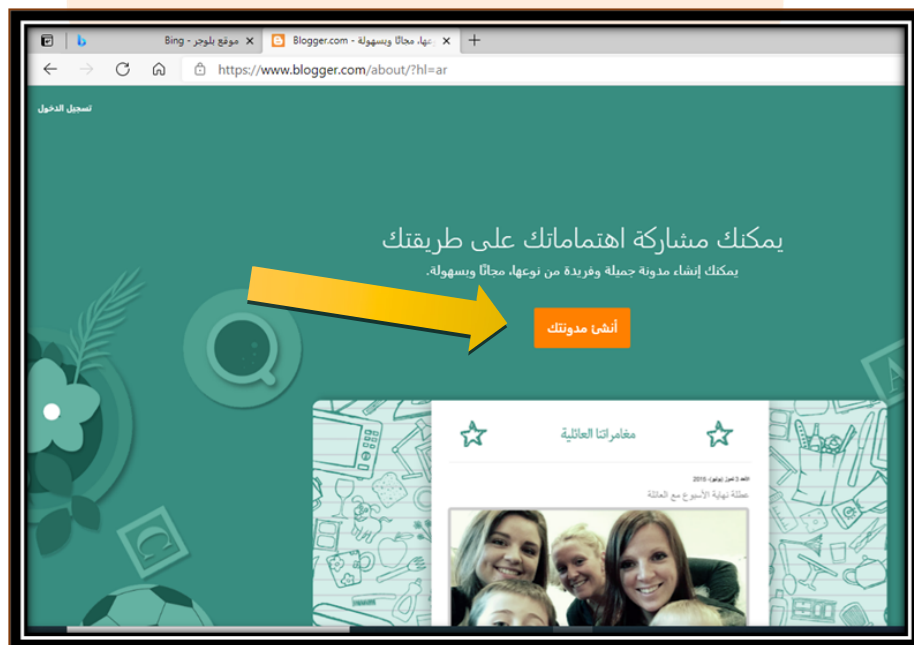 موقع بلوجر - Bing
Blogger.com - عها، مجانًا وبسهولة
https://www.blogger.com/about/?hl=ar
تسجيل الدخول
يمكنك مشاركة اهتماماتك على طريقتك
يمكنك إنشاء مدونة جميلة وفريدة من نوعها، مجانًا وبسهولة.
أنشئ مدونتك
مغامراتنا العائلية
عطلة نهاية الأسبوع مع العائلة
A
C